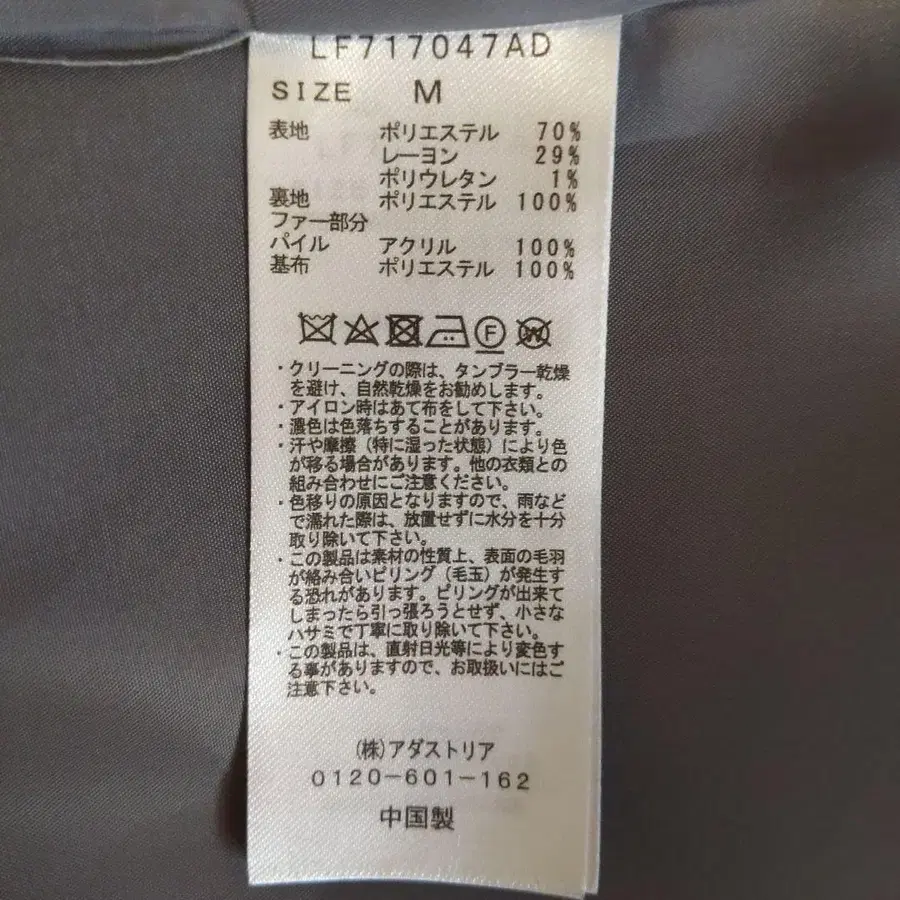 LF717047AD
SIZE M
表地 ポリエステル 70%
レーヨン 29%
ポリウレタン 1%
裏地 ポリエステル 100%
ファー部分
パイル アクリル 100%
基布 ポリエステル 100%
F W
・クリーニングの際は、タンブラー乾燥
を避け、自然乾燥をお勧めします。
・アイロン時はあて布をして下さい。
・濃色は色落ちすることがあります。
・汗や摩擦（特に湿った状態）により色
が移る場合があります。他の衣類との
組み合わせにご注意ください。
・色移りの原因となりますので、雨など
で濡れた際は、放置せずに水分を十分
取り除いて下さい。
・この製品は素材の性質上、表面の毛羽
が絡み合いピリング（毛玉）が発生す
る恐れがあります。ピリングが出来て
しまったら引っ張ろうとせず、小さな
ハサミで丁寧に取り除いて下さい。
・この製品は、直射日光等により変色す
る事がありますので、お取扱いにはご
注意下さい。
(株)アダストリア
0120-601-162
中国製